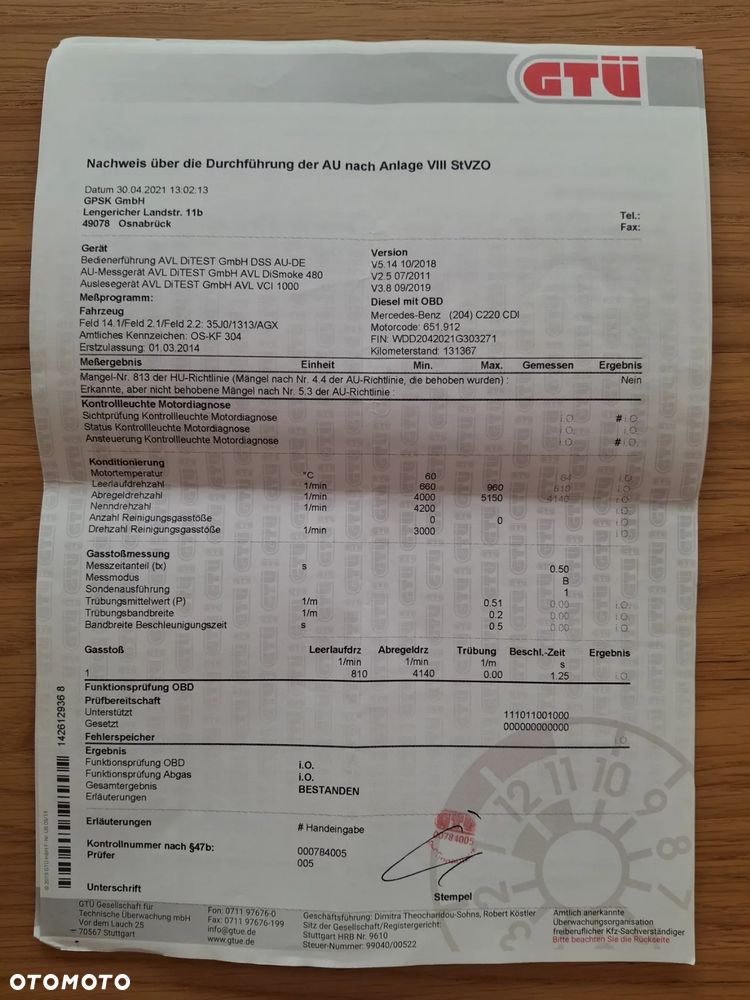 GTÜ
Nachweis über die Durchführung der AU nach Anlage VIII StVZO
Datum 30.04.2021 13:02:13
GPSK GmbH
Lengericher Landstr. 11b
49078 Osnabrück
Tel.:
Fax:
Gerät Version
Bedienerführung AVL DiTEST GmbH DSS AU-DE V5.14 10/2018
AU-Messgerät AVL DiTEST GmbH AVL DiSmoke 480 V2.5 07/2011
Auslesegerät AVL DiTEST GmbH AVL VCI 1000 V3.8 09/2019
Meßprogramm: Diesel mit OBD
Fahrzeug Mercedes-Benz (204) C220 CDI
Feld 14.1/Feld 2.1/Feld 2.2: 35J0/1313/AGX Motorcode: 651.912
Amtliches Kennzeichen: OS-KF 304 FIN: WDD2042021G303271
Erstzulassung: 01.03.2014 Kilometerstand: 131367
Meßergebnis Einheit Min. Max. Gemessen Ergebnis
Mangel-Nr. 813 der HU-Richtlinie (Mängel nach Nr. 4.4 der AU-Richtlinie, die behoben wurden) : Nein
Erkannte, aber nicht behobene Mängel nach Nr. 5.3 der AU-Richtlinie :
Kontrollleuchte Motordiagnose
Sichtprüfung Kontrollleuchte Motordiagnose i.O. # i.O.
Status Kontrollleuchte Motordiagnose i.O. i.O.
Ansteuerung Kontrollleuchte Motordiagnose i.O. # i.O.
Konditionierung
Motortemperatur °C 60 64 i.O.
Leerlaufdrehzahl 1/min 660 960 810 i.O.
Abregeldrehzahl 1/min 4000 5150 4140 i.O.
Nenndrehzahl 1/min 4200 i.O.
Anzahl Reinigungsgasstöße 0 0 i.O.
Drehzahl Reinigungsgasstöße 1/min 3000 i.O.
Gasstoßmessung
Messzeitanteil (tx) s 0.50
Messmodus B
Sondenausführung 1
Trübungsmittelwert (P) 1/m 0.51 0.00 i.O.
Trübungsbandbreite 1/m 0.2 0.00 i.O.
Bandbreite Beschleunigungszeit s 0.5 0.00 i.O.
Gasstoß Leerlaufdrz Abregeldrz Trübung Beschl.-Zeit Ergebnis
1/min 1/min 1/m s
1 810 4140 0.00 1.25 i.O.
Funktionsprüfung OBD
Prüfbereitschaft
Unterstützt 111011001000
Gesetzt 000000000000
Fehlerspeicher i.O.
Ergebnis
Funktionsprüfung OBD i.O.
Funktionsprüfung Abgas i.O.
Gesamtergebnis BESTANDEN
Erläuterungen
Erläuterungen # Handeingabe
Kontrollnummer nach §47b: 000784005
Prüfer 005
00784005
Unterschrift Stempel
142612936 8
12 11 10 9 8 7
GTÜ Gesellschaft für
Technische Überwachung mbH
Vor dem Lauch 25
70567 Stuttgart
Fon: 0711 97676-0
Fax: 0711 97676-199
info@gtue.de
www.gtue.de
Geschäftsführung: Dimitra Theocharidou-Sohns, Robert Köstler
Sitz der Gesellschaft/Registergericht:
Stuttgart HRB Nr. 9610
Steuer-Nummer: 99040/00522
Amtlich anerkannte
Überwachungsorganisation
freiberuflicher Kfz-Sachverständiger
Bitte beachten Sie die Rückseite
OTOMOTO